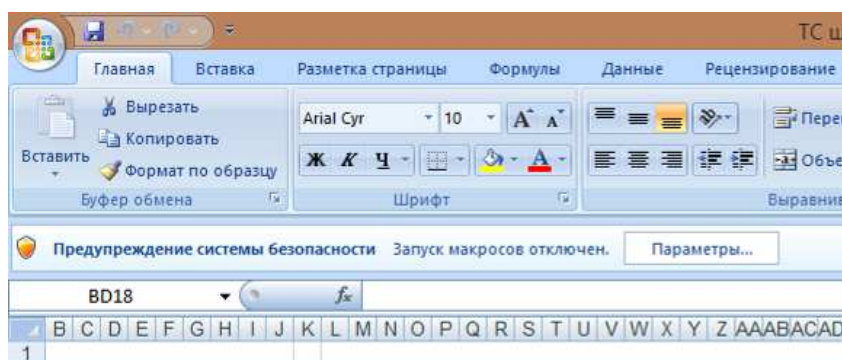 ТС
Главная Вставка Разметка страницы Формулы Данные Рецензирование
Вырезать
Копировать
Формат по образцу
Вставить
Arial Cyr 10 A A
Ж К Ч А
Буфер обмена Шрифт
Предупреждение системы безопасности Запуск макросов отключен. Параметры...
BD18 fx
B C D E F G H I J K L M N O P Q R S T U V W X Y Z AA AB AC AD
1